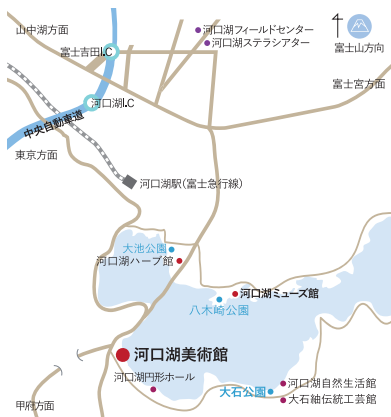 山中湖方面
河口湖フィールドセンター
富士吉田I.C
河口湖ステラシアター
富士山方向
富士宮方面
河口湖I.C
中央自動車道
東京方面
河口湖駅(富士急行線)
大池公園
河口湖ハーブ館
河口湖ミューズ館
八木崎公園
河口湖美術館
河口湖円形ホール
河口湖自然生活館
大石公園
大石紬伝統工芸館
甲府方面